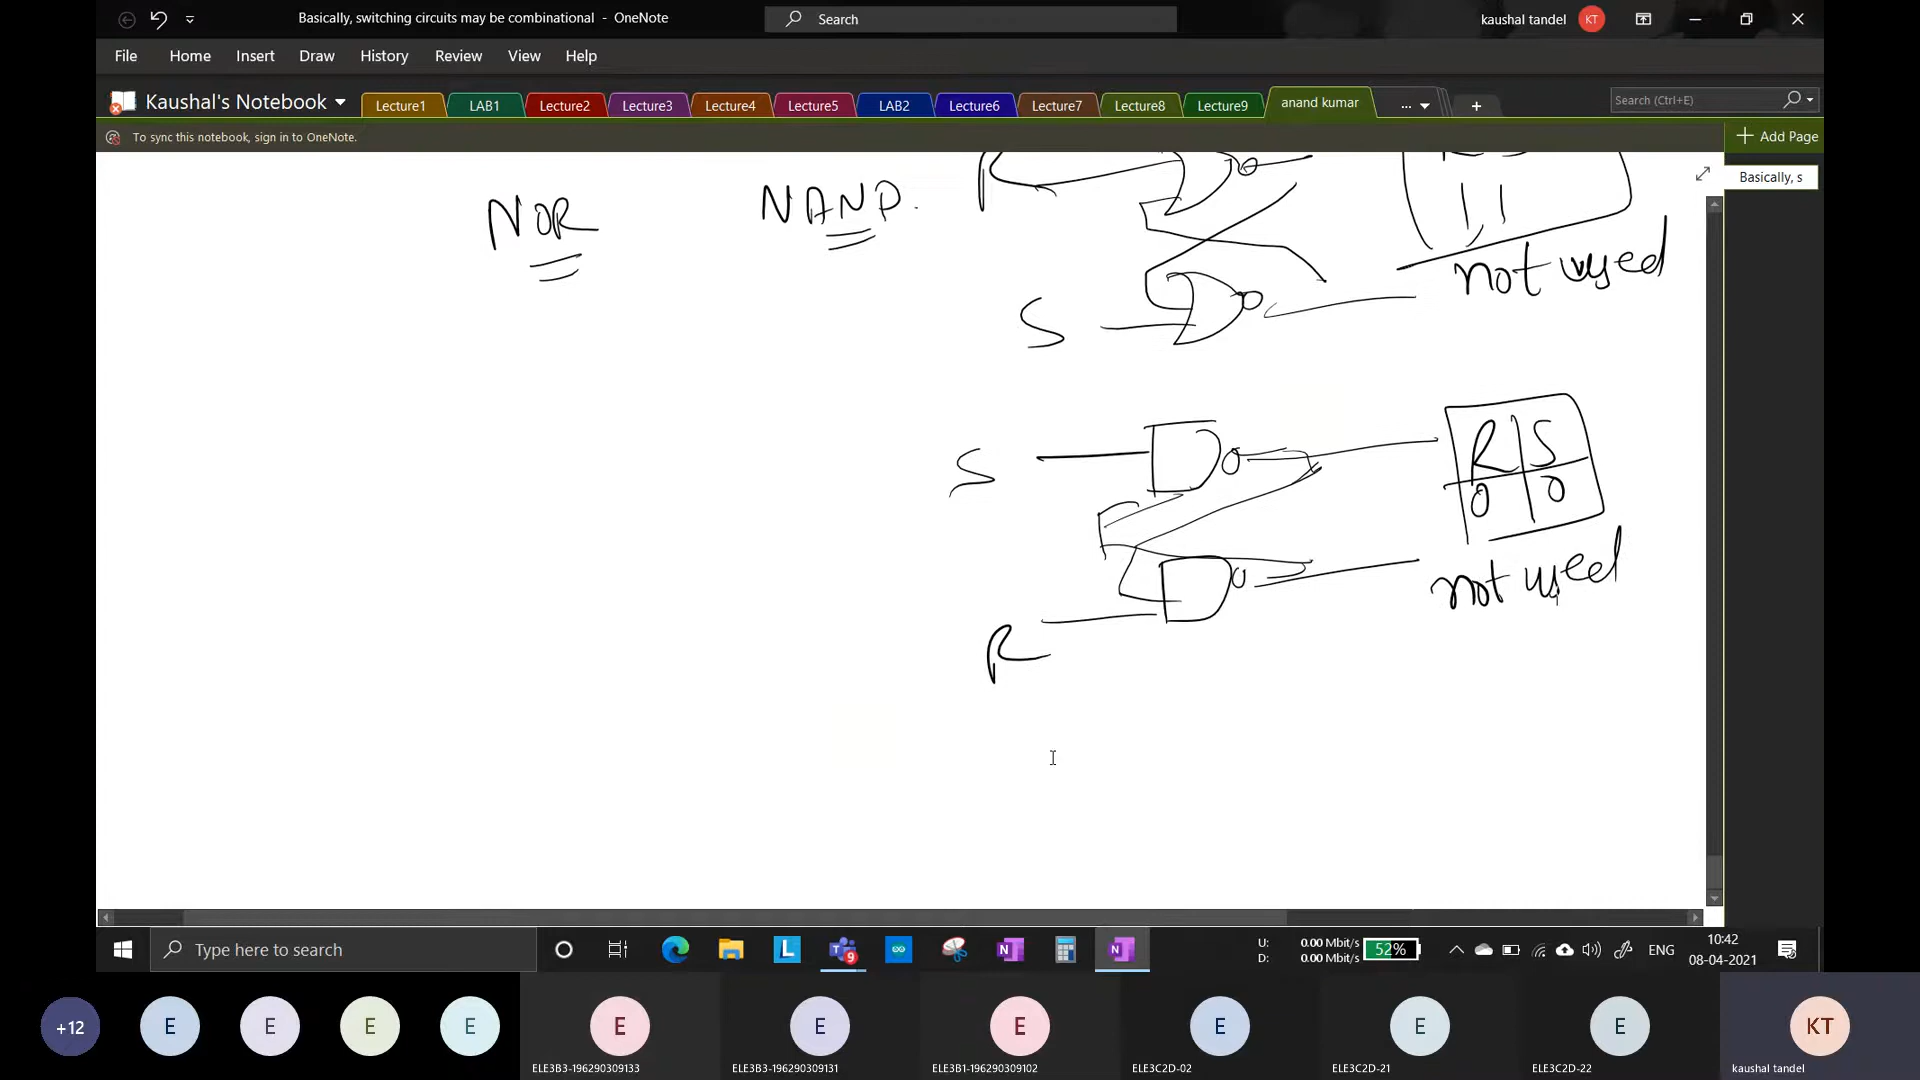 Basically, switching circuits may be combinational - OneNote
Search
kaushal tandel
KT
File Home Insert Draw History Review View Help
Kaushal's Notebook
Lecture1 LAB1 Lecture2 Lecture3 Lecture4 Lecture5 LAB2 Lecture6 Lecture7 Lecture8 Lecture9 anand kumar ... +
Search (Ctrl+E)
To sync this notebook, sign in to OneNote.
Add Page
Basically, s
NOR
NAND.
R
1 1
not used
S
S
R S
0 0
not used
R
Type here to search
L
9
N
N
U: 0.00 Mbit/s
D: 0.00 Mbit/s
52%
ENG
10:42
08-04-2021
+12 E E E E E E E E E E KT
ELE3B3-196290309133
ELE3B3-196290309131
ELE3B1-196290309102
ELE3C2D-02
ELE3C2D-21
ELE3C2D-22
kaushal tandel